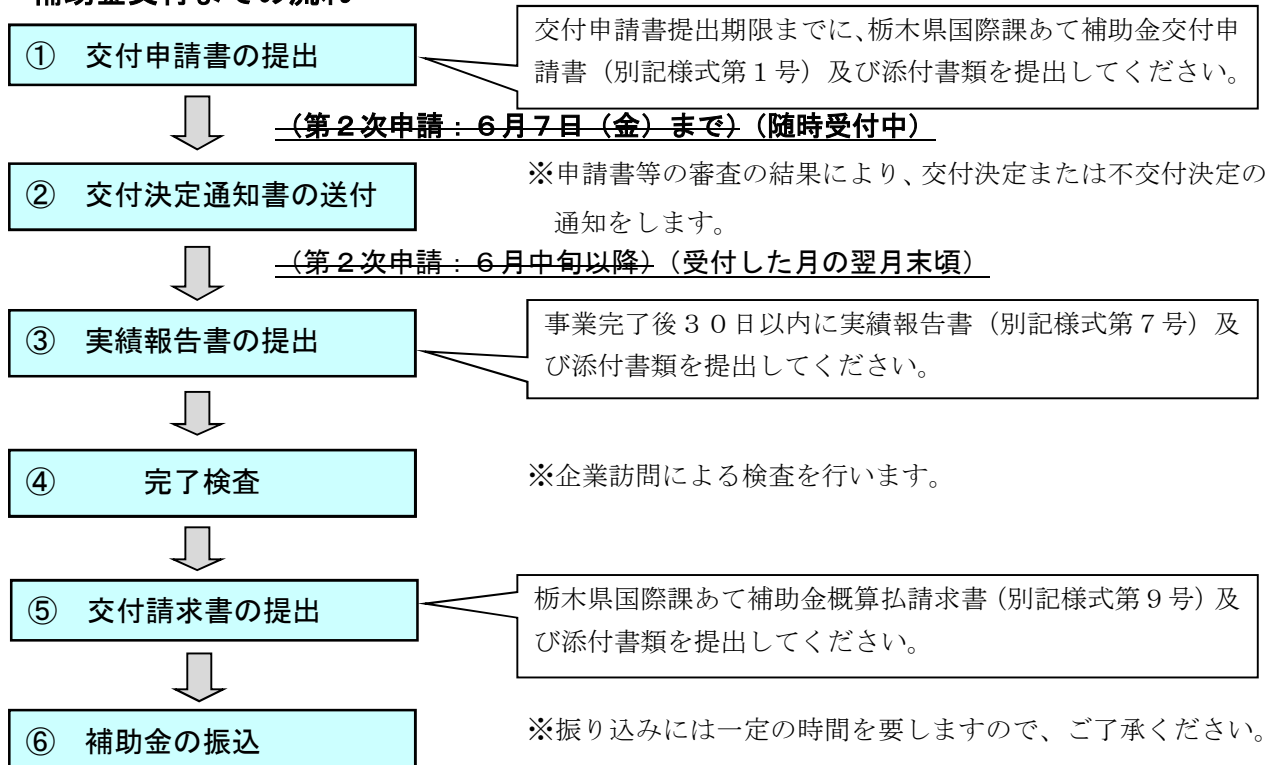 補助金交付までの流れ
① 交付申請書の提出
交付申請書提出期限までに、栃木県国際課あて補助金交付申
請書（別記様式第１号）及び添付書類を提出してください。
（第２次申請：６月７日（金）まで）（随時受付中）
② 交付決定通知書の送付
※申請書等の審査の結果により、交付決定または不交付決定の
通知をします。
（第２次申請：６月中旬以降）（受付した月の翌月末頃）
③ 実績報告書の提出
事業完了後３０日以内に実績報告書（別記様式第７号）及
び添付書類を提出してください。
④ 完了検査
※企業訪問による検査を行います。
⑤ 交付請求書の提出
栃木県国際課あて補助金概算払請求書（別記様式第９号）及
び添付書類を提出してください。
⑥ 補助金の振込
※振り込みには一定の時間を要しますので、ご了承ください。